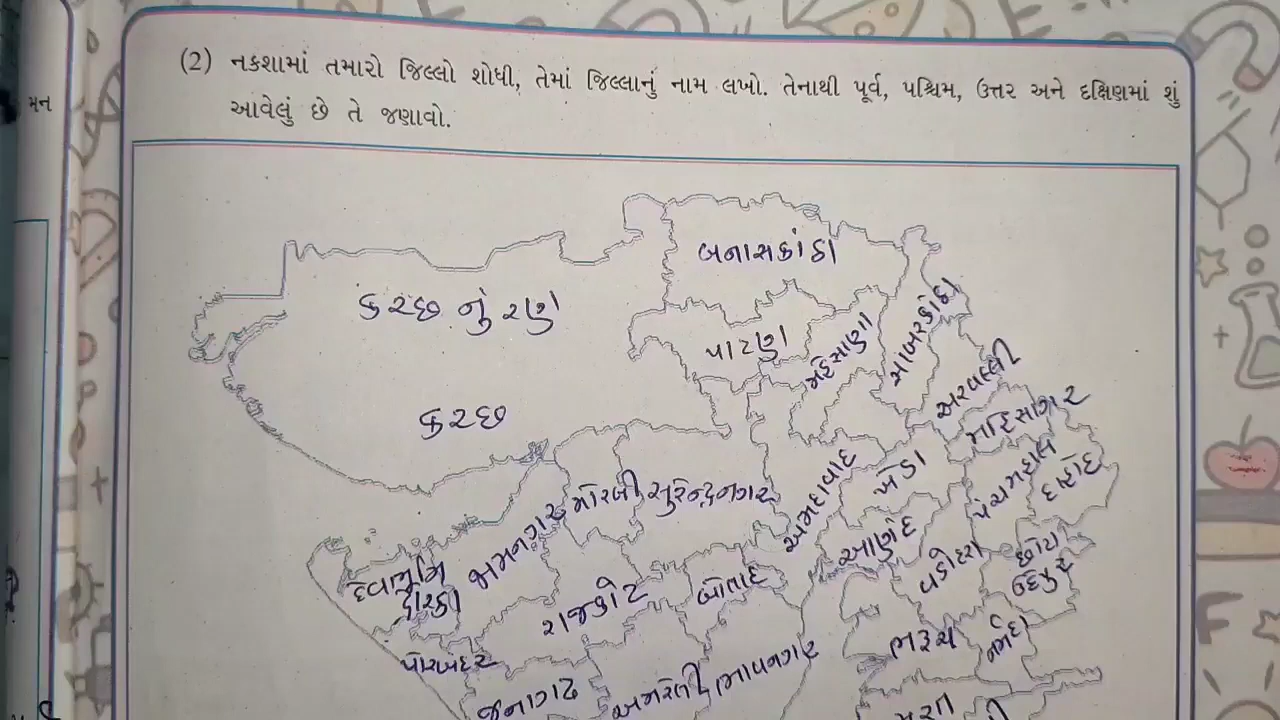 (2) નકશામાં તમારો જિલ્લો શોધી, તેમાં જિલ્લાનું નામ લખો. તેનાથી પૂર્વ, પશ્ચિમ, ઉત્તર અને દક્ષિણમાં શું
આવેલું છે તે જણાવો.
મન
બનાસકાંઠા
કચ્છ નું રણ
પાટણ
મહેસાણા
સાબરકાંઠા
અરવલ્લી
મહિસાગર
કચ્છ
મોરબી
સુરેન્દ્રનગર
અમદાવાદ
ખેડા
પંચમહાલ
દાહોદ
જામનગર
આણંદ
વડોદરા
છોટા
ઉદેપુર
દેવભૂમિ
દ્વારકા
રાજકોટ
બોટાદ
ભરૂચ
નર્મદા
પોરબંદર
જુનાગઢ
અમરેલી
ભાવનગર